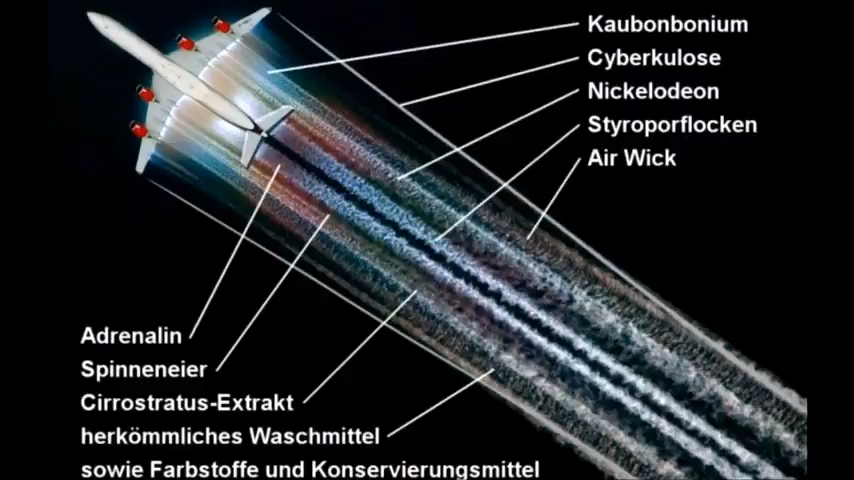 Kaubonbonium
Cyberkulose
Nickelodeon
Styroporflocken
Air Wick
Adrenalin
Spinneneier
Cirrostratus-Extrakt
herkömmliches Waschmittel
sowie Farbstoffe und Konservierungsmittel